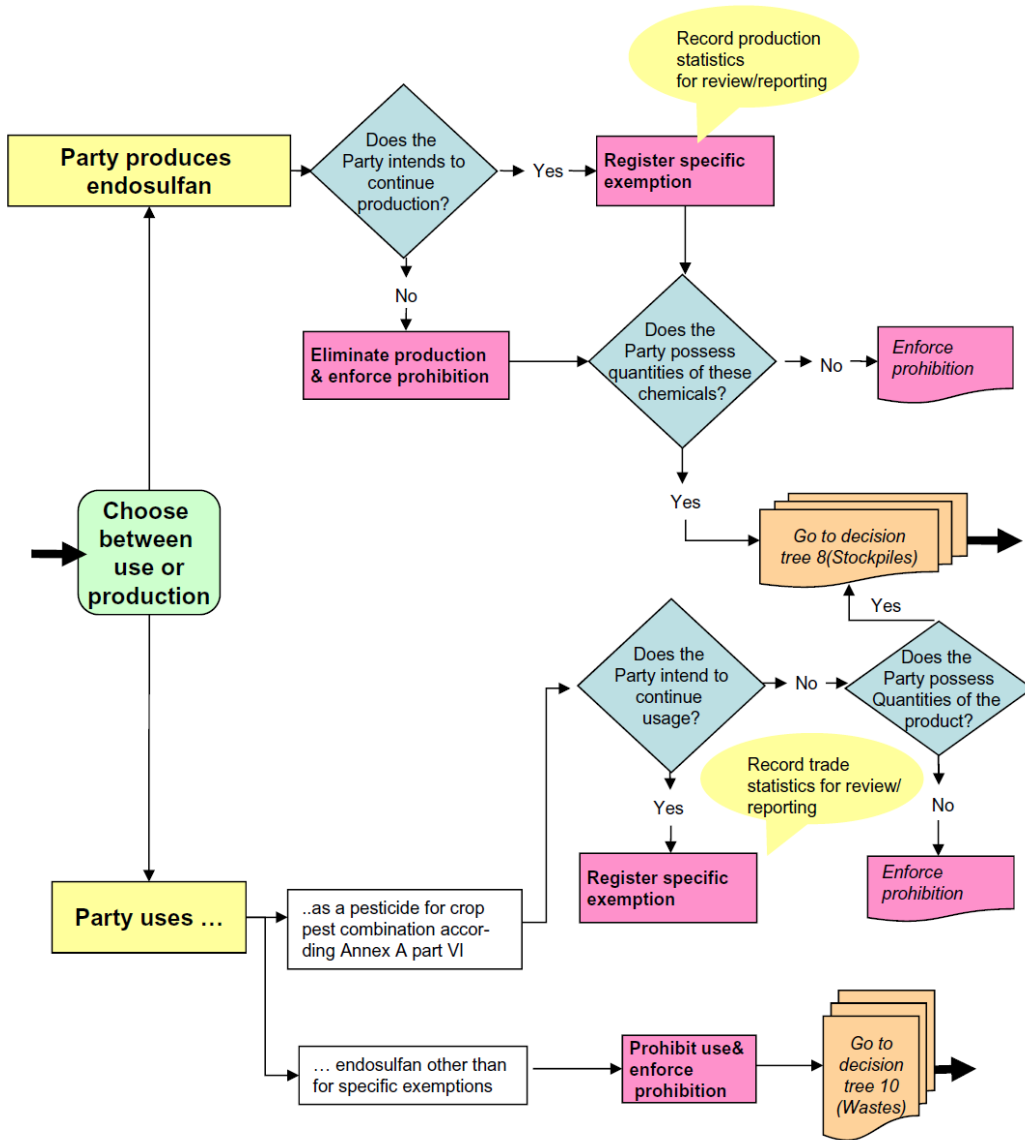 Record production
statistics
for review/reporting
Party produces
endosulfan
Does the
Party intends to
continue
production?
Yes
Register specific
exemption
No
Eliminate production
& enforce prohibition
Does the
Party possess
quantities of these
chemicals?
No
Enforce
prohibition
Yes
Choose
between
use or
production
Go to decision
tree 8(Stockpiles)
Yes
Does the
Party intend to
continue
usage?
No
Does the
Party possess
Quantities of the
product?
Record trade
statistics for review/
reporting
Yes
No
Register specific
exemption
Enforce
prohibition
Party uses …
..as a pesticide for crop
pest combination accor-
ding Annex A part VI
… endosulfan other than
for specific exemptions
Prohibit use&
enforce
prohibition
Go to
decision
tree 10
(Wastes)